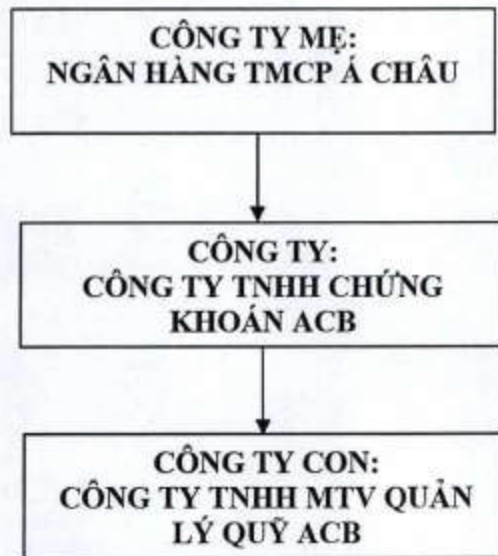 CÔNG TY MẸ:
NGÂN HÀNG TMCP Á CHÂU
CÔNG TY:
CÔNG TY TNHH CHỨNG
KHOÁN ACB
CÔNG TY CON:
CÔNG TY TNHH MTV QUẢN
LÝ QUỸ ACB